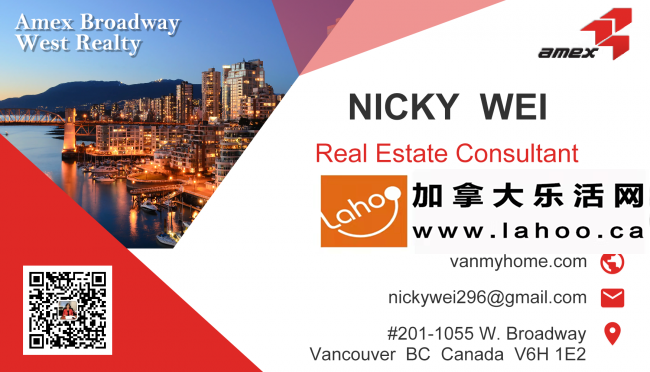 Amex Broadway
West Realty
amex
NICKY WEI
Real Estate Consultant
Lahoo
加拿大乐活网
www.lahoo.ca
vanmyhome.com
nickywei296@gmail.com
#201-1055 W. Broadway
Vancouver BC Canada V6H 1E2